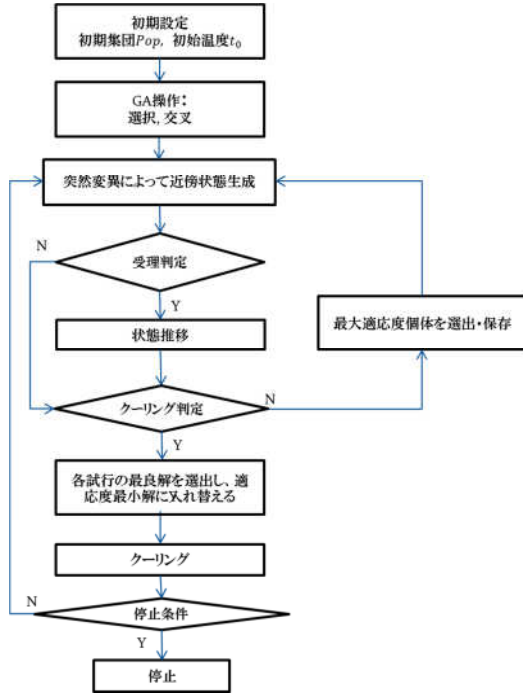 初期設定
初期集団Pop, 初始温度t₀
GA操作：
選択, 交叉
突然変異によって近傍状態生成
N
受理判定
Y
状態推移
最大適応度個体を選出・保存
クーリング判定
N
Y
各試行の最良解を選出し、適
応度最小解に入れ替える
クーリング
N
停止条件
Y
停止